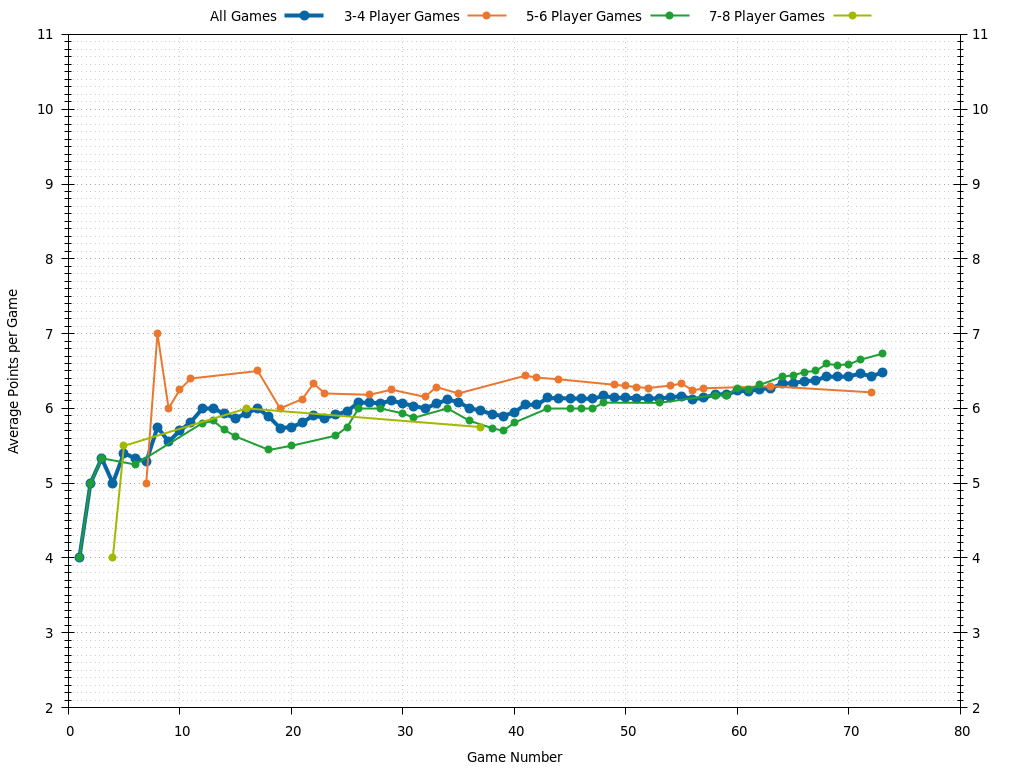 All Games 3-4 Player Games 5-6 Player Games 7-8 Player Games
11 11
10 10
9 9
8 8
7 7
6 6
5 5
4 4
3 3
2 2
Average Points per Game
0 10 20 30 40 50 60 70 80
Game Number